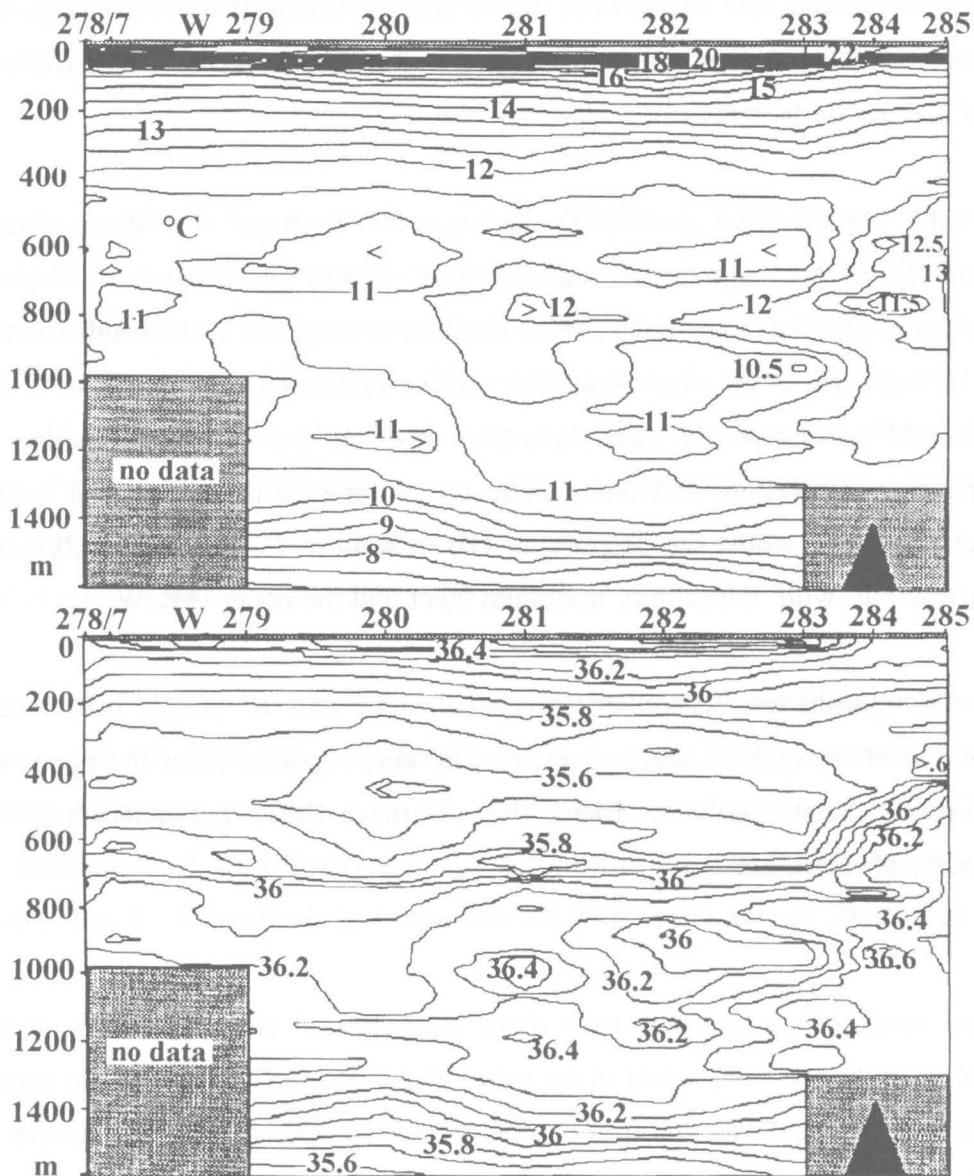 278/7 W 279 280 281 282 283 284 285
0 18 20 22
16 15
200 14
13
12
400
°C
600 < > < 12.5
11 13
11 12 > 12 11.5
800 11
1000 10.5
11 11
1200
no data
11
10
1400 9
8
m
278/7 W 279 280 281 282 283 284 285
0 36.4
36.2
36
200 35.8
35.6
400 .6
36
36.2
600 35.8
36 36
800 36.4
36 36.6
1000 36.2 36.4 36.2
36.2 36.4
1200 36.4
no data
1400 36.2
36
35.8
m 35.6